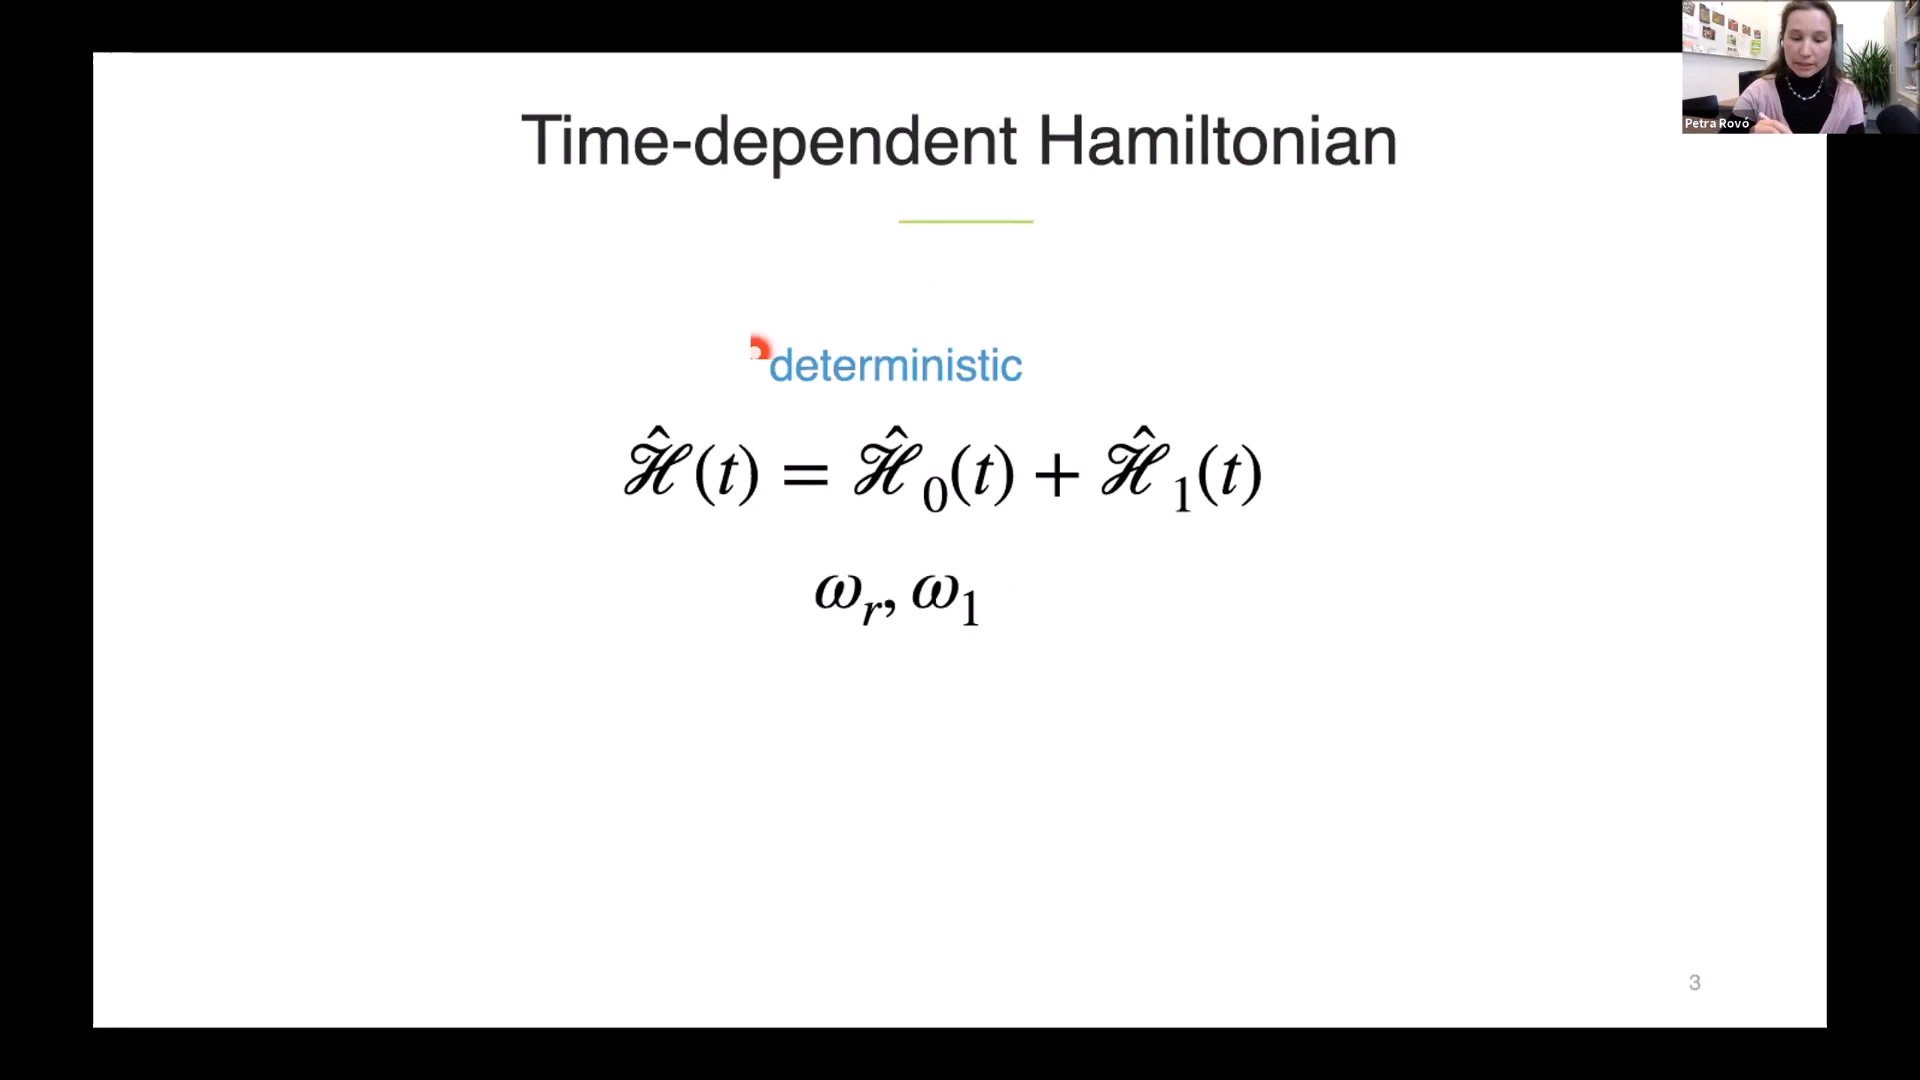 Time-dependent Hamiltonian
Petra Rovó
deterministic
ℋ̂(t) = ℋ̂₀(t) + ℋ̂₁(t)
ωᵣ, ω₁
3